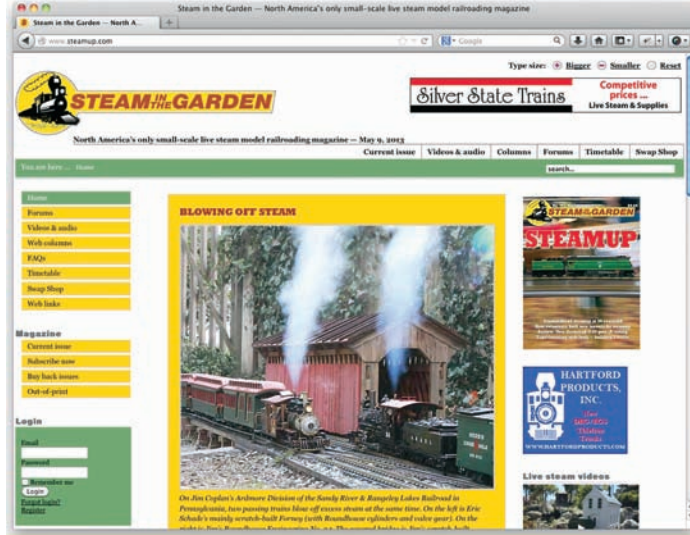 Steam in the Garden — North America's only small-scale live steam model railroading magazine
Steam in the Garden — North A...
www.steamup.com
Google
Type size: Bigger Smaller Reset
STEAM IN THE GARDEN
Silver State Trains
Competitive
prices ...
Live Steam & Supplies
North America's only small-scale live steam model railroading magazine — May 9, 2013
Current issue
Videos & audio
Columns
Forums
Timetable
Swap Shop
You are here ... Home
search...
Home
Forums
Videos & audio
Web columns
FAQs
Timetable
Swap Shop
Web links
Magazine
Current issue
Subscribe now
Buy back issues
Out-of-print
Login
Email
Password
Remember me
Login
Forgot login?
Register
BLOWING OFF STEAM
On Jim Coplan's Ardmore Division of the Sandy River & Rangeley Lakes Railroad in
Pennsylvania, two passing trains blow off excess steam at the same time. On the left is Eric
Schade's mainly scratch-built Forney (with Roundhouse cylinders and valve gear). On the
STEAM IN THE GARDEN
STEAMUP
HARTFORD
PRODUCTS,
INC.
WWW.HARTFORDPRODUCTS.COM
Live steam videos